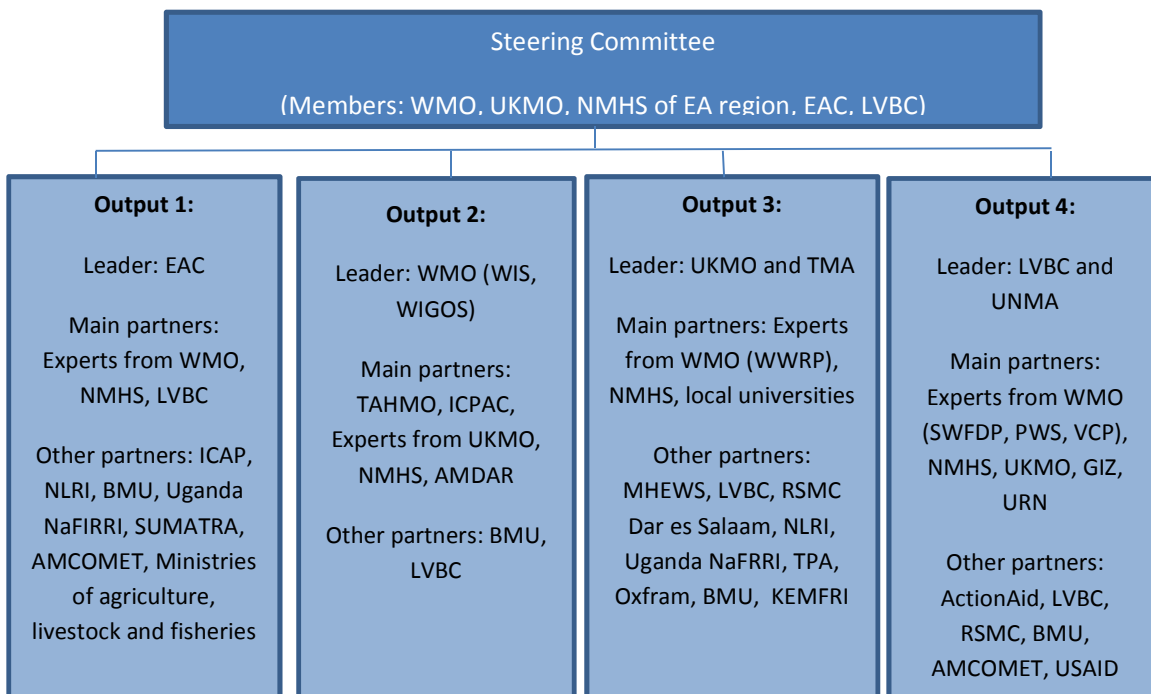 Steering Committee
(Members: WMO, UKMO, NMHS of EA region, EAC, LVBC)
Output 1:
Leader: EAC
Main partners:
Experts from WMO,
NMHS, LVBC
Other partners: ICAP,
NLRI, BMU, Uganda
NaFIRRI, SUMATRA,
AMCOMET, Ministries
of agriculture,
livestock and fisheries
Output 2:
Leader: WMO (WIS,
WIGOS)
Main partners:
TAHMO, ICPAC,
Experts from UKMO,
NMHS, AMDAR
Other partners: BMU,
LVBC
Output 3:
Leader: UKMO and TMA
Main partners: Experts
from WMO (WWRP),
NMHS, local universities
Other partners:
MHEWS, LVBC, RSMC
Dar es Salaam, NLRI,
Uganda NaFRRI, TPA,
Oxfram, BMU, KEMFRI
Output 4:
Leader: LVBC and
UNMA
Main partners:
Experts from WMO
(SWFDP, PWS, VCP),
NMHS, UKMO, GIZ,
URN
Other partners:
ActionAid, LVBC,
RSMC, BMU,
AMCOMET, USAID